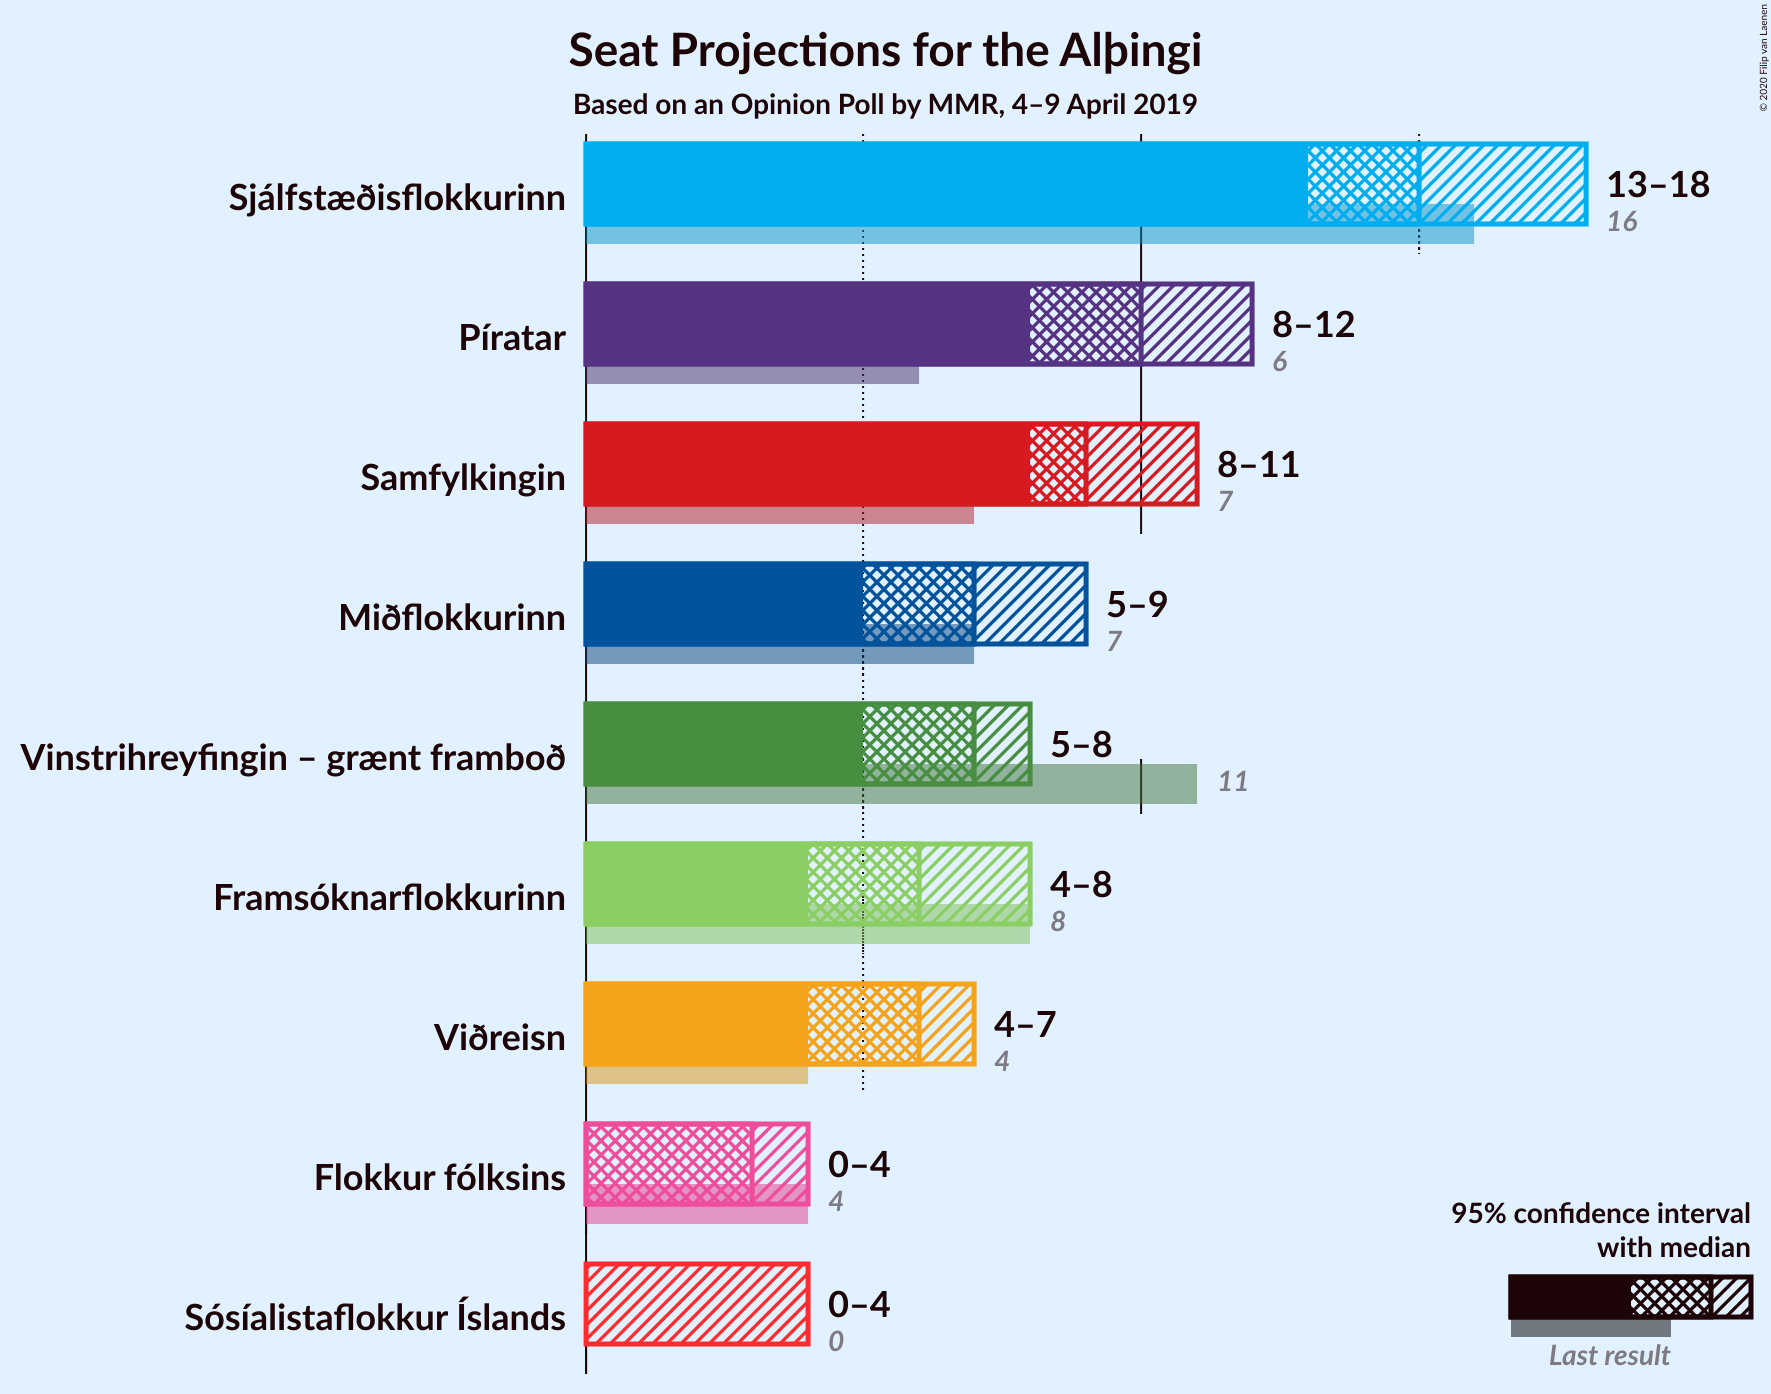 © 2020 Filip van Laenen
Seat Projections for the Alþingi
Based on an Opinion Poll by MMR, 4–9 April 2019
Sjálfstæðisflokkurinn
13–18
16
Píratar
8–12
6
Samfylkingin
8–11
7
Miðflokkurinn
5–9
7
Vinstrihreyfingin – grænt framboð
5–8
11
Framsóknarflokkurinn
4–8
8
Viðreisn
4–7
4
Flokkur fólksins
0–4
4
Sósíalistaflokkur Íslands
0–4
0
95% confidence interval
with median
Last result